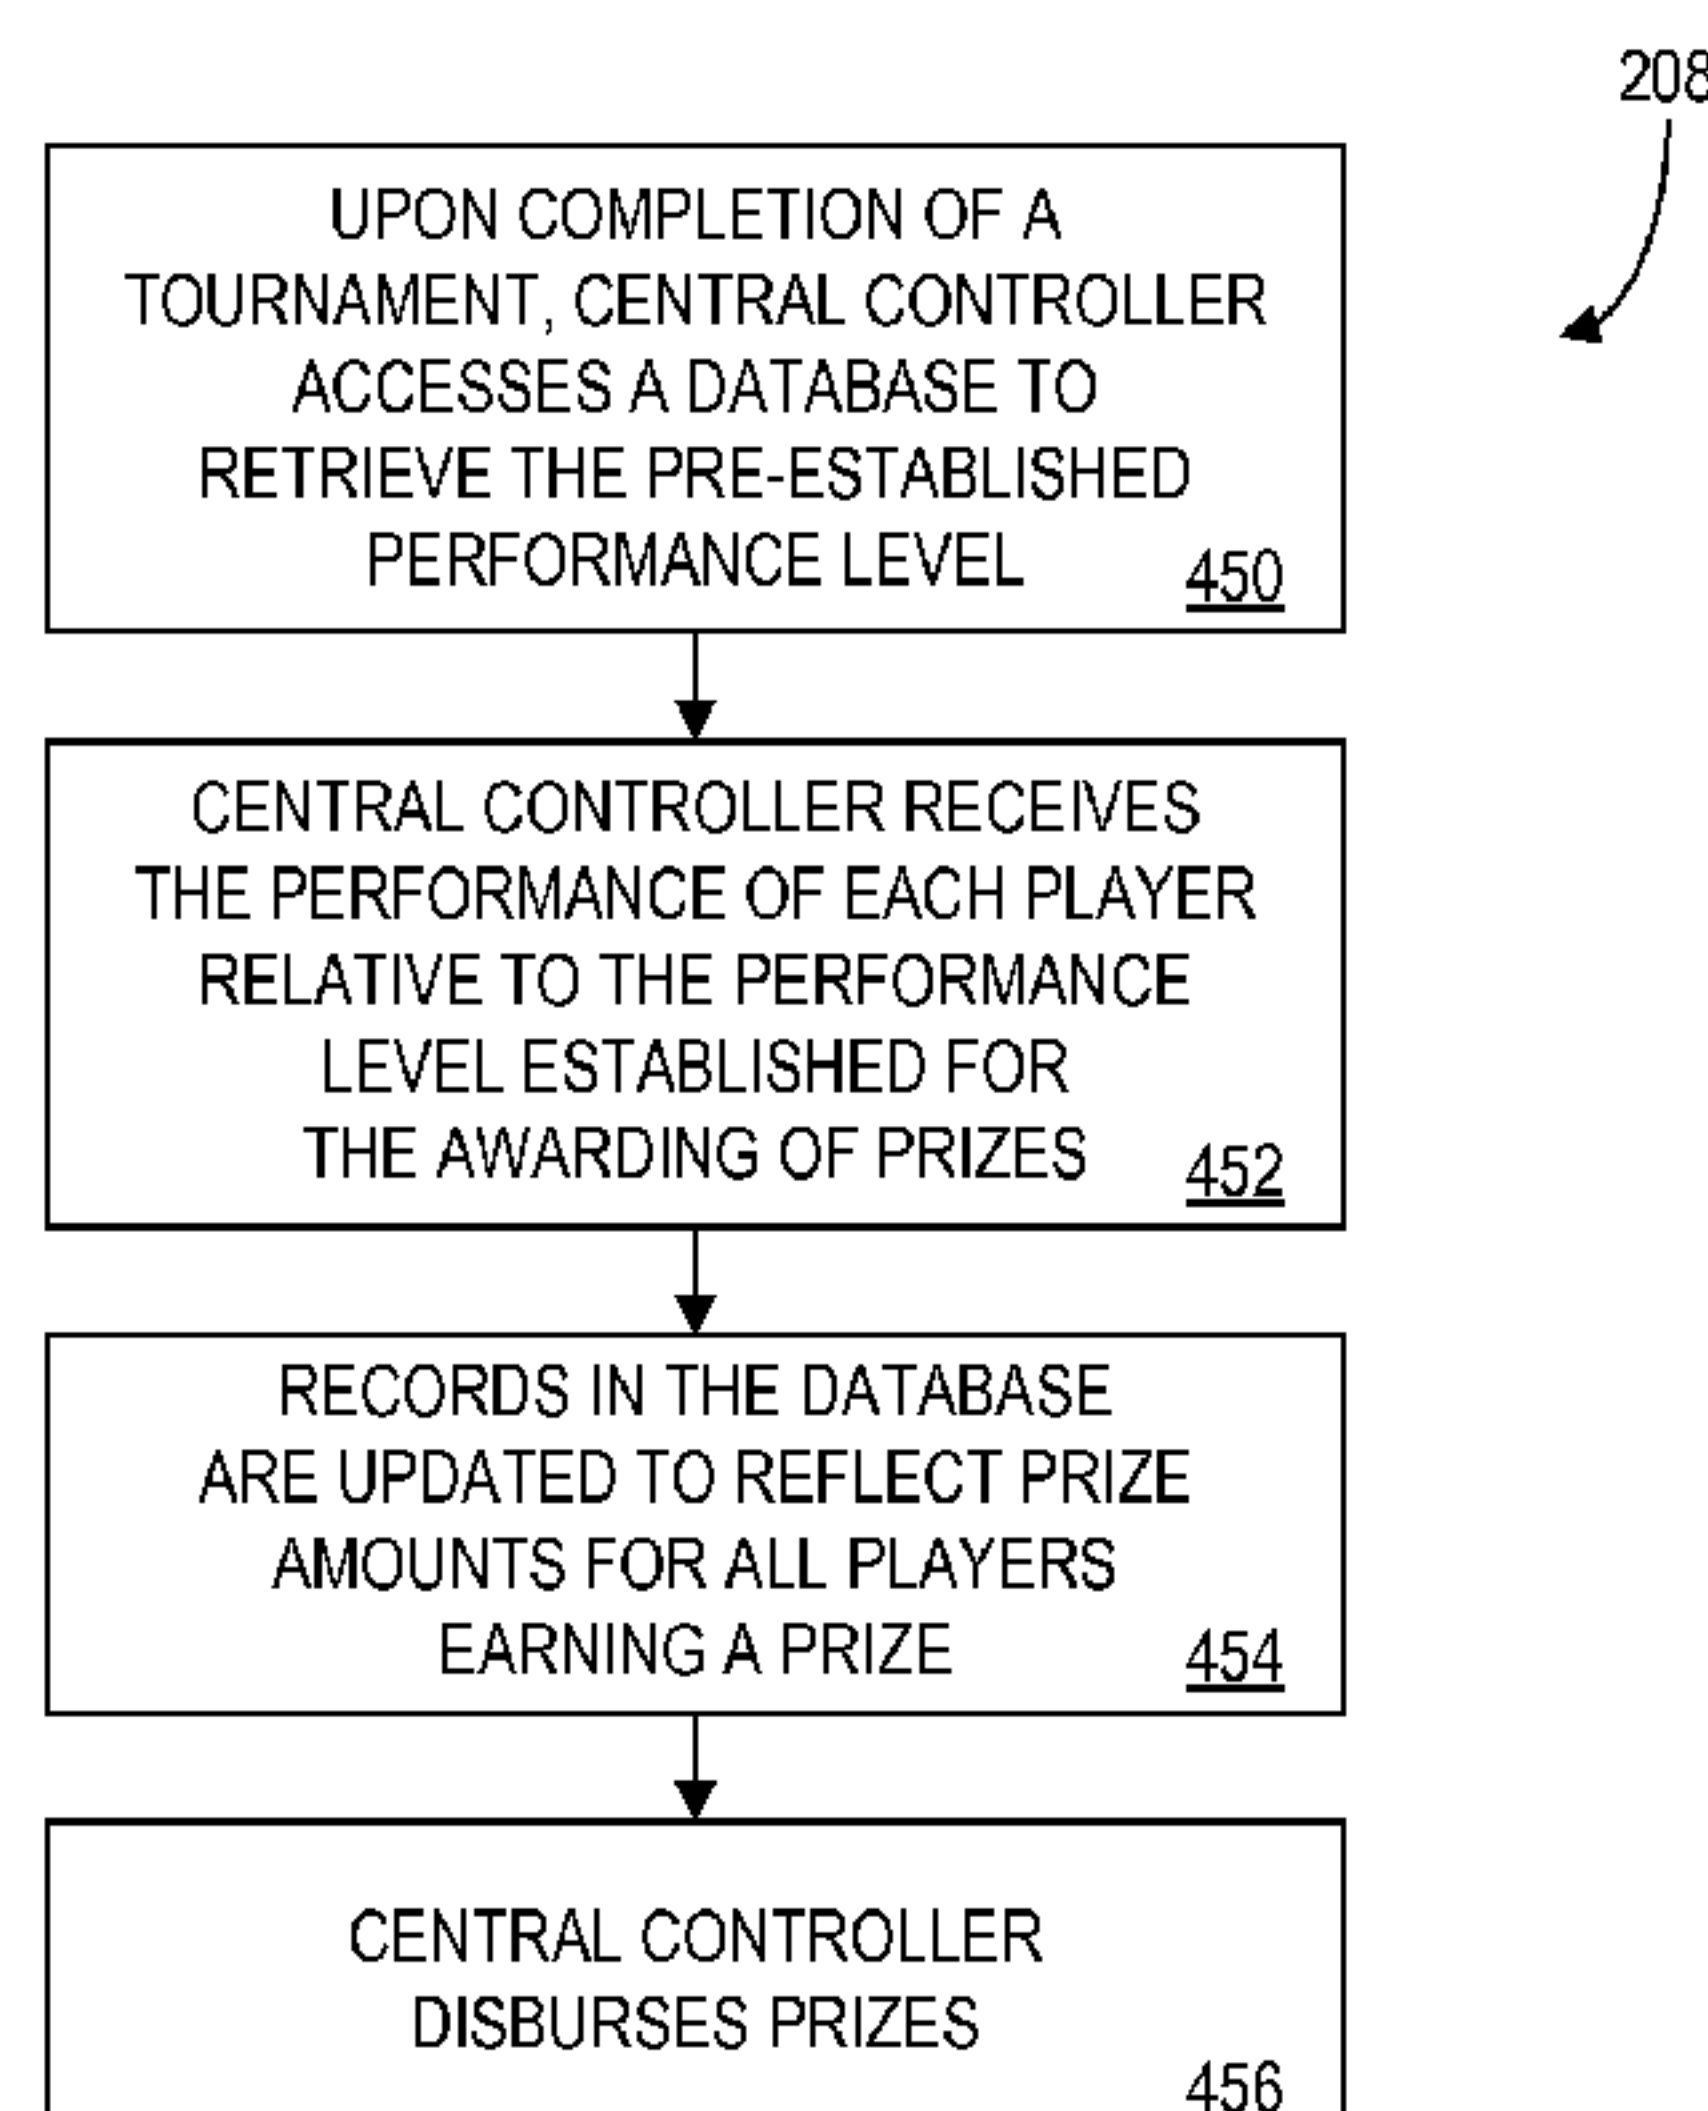 208
UPON COMPLETION OF A
TOURNAMENT, CENTRAL CONTROLLER
ACCESSES A DATABASE TO
RETRIEVE THE PRE-ESTABLISHED
PERFORMANCE LEVEL
450
CENTRAL CONTROLLER RECEIVES
THE PERFORMANCE OF EACH PLAYER
RELATIVE TO THE PERFORMANCE
LEVEL ESTABLISHED FOR
THE AWARDING OF PRIZES
452
RECORDS IN THE DATABASE
ARE UPDATED TO REFLECT PRIZE
AMOUNTS FOR ALL PLAYERS
EARNING A PRIZE
454
CENTRAL CONTROLLER
DISBURSES PRIZES
456